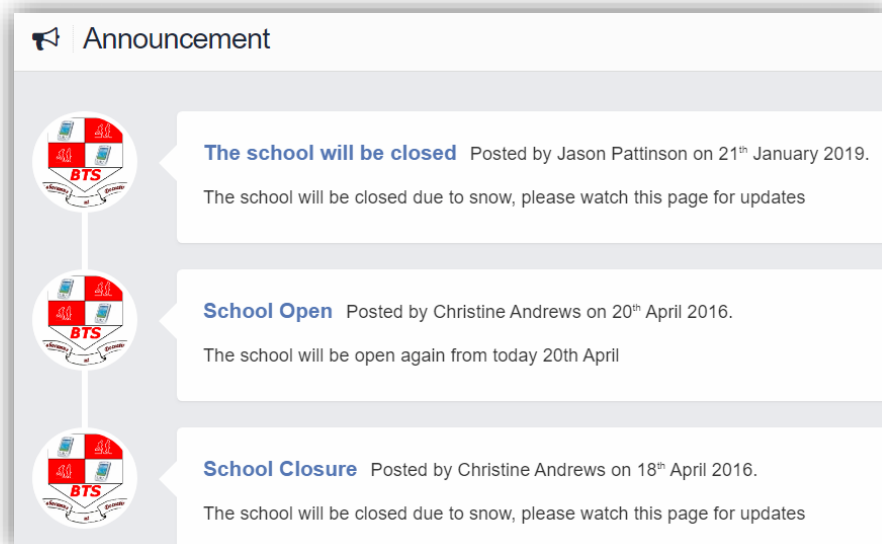 Announcement
BTS
The school will be closed Posted by Jason Pattinson on 21th January 2019.
The school will be closed due to snow, please watch this page for updates
BTS
School Open Posted by Christine Andrews on 20th April 2016.
The school will be open again from today 20th April
BTS
School Closure Posted by Christine Andrews on 18th April 2016.
The school will be closed due to snow, please watch this page for updates